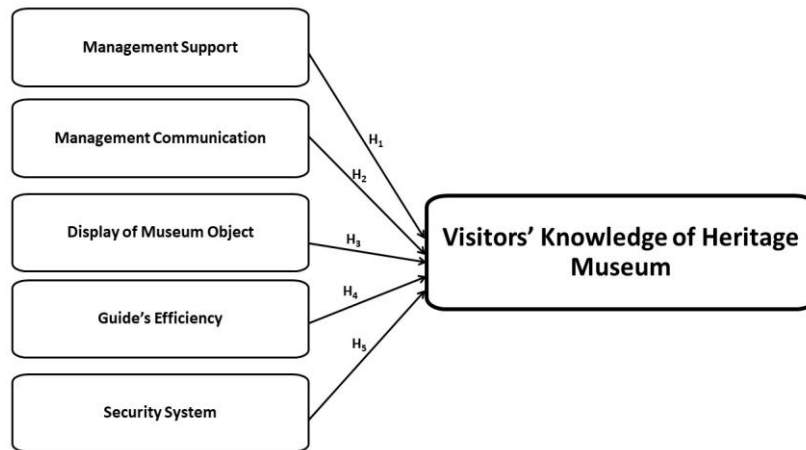 Management Support
H₁
Management Communication
H₂
Display of Museum Object
H₃
Visitors’ Knowledge of Heritage
Museum
Guide’s Efficiency
H₄
Security System
H₅